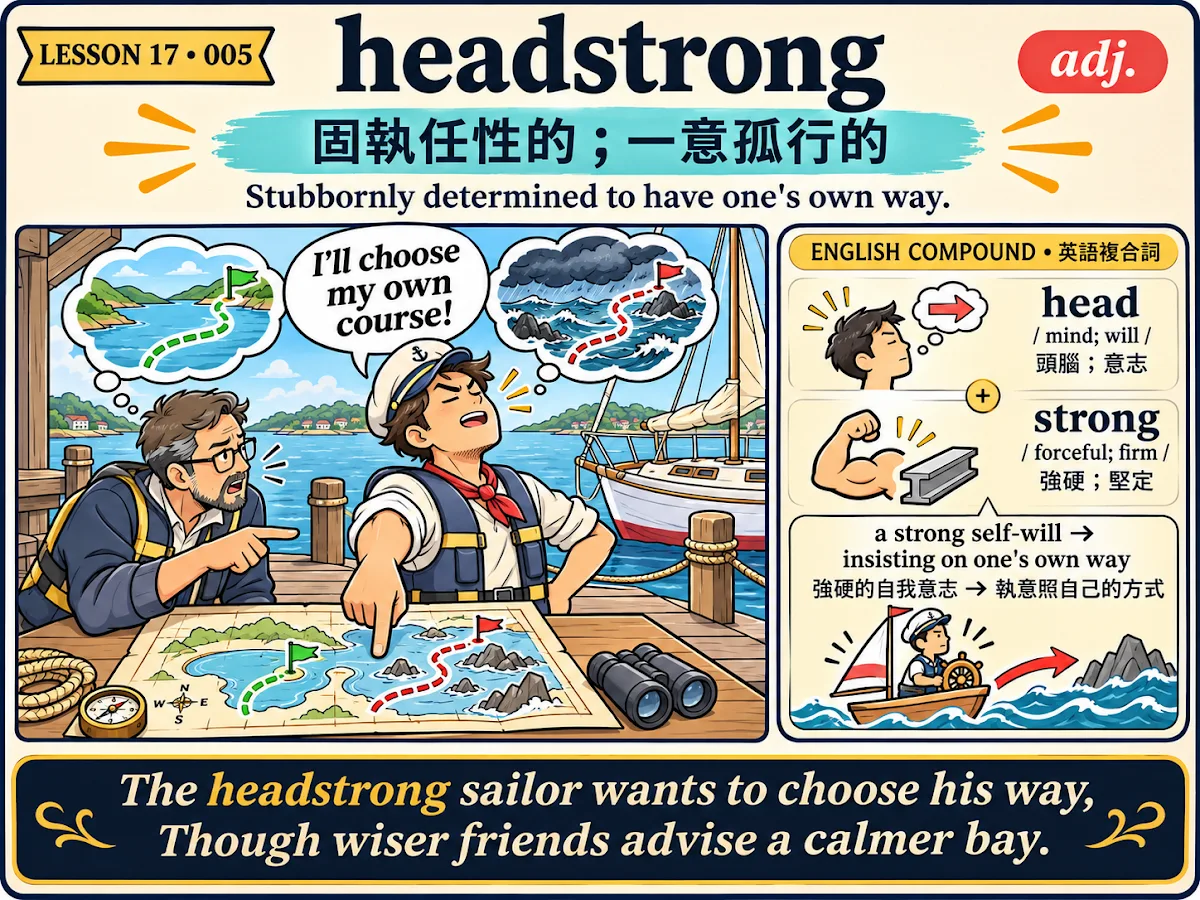 LESSON 17 • 005
headstrong
adj.
固執任性的；一意孤行的
Stubbornly determined to have one's own way.
I'll choose
my own
course!
N
W E
S
ENGLISH COMPOUND • 英語複合詞
head
/ mind; will /
頭腦；意志
+
strong
/ forceful; firm /
強硬；堅定
a strong self-will →
insisting on one's own way
強硬的自我意志 → 執意照自己的方式
The headstrong sailor wants to choose his way,
Though wiser friends advise a calmer bay.